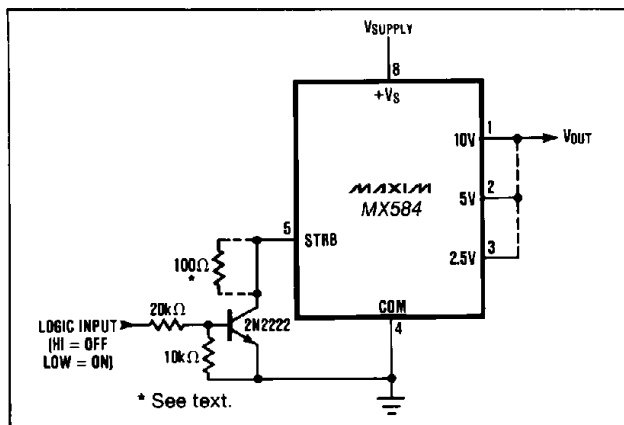 VSUPPLY
8
+VS
1
10V
VOUT
MAXIM
MX584
2
5V
5
STRB
3
2.5V
100Ω
*
COM
4
20kΩ
2N2222
LOGIC INPUT
(HI = OFF
LOW = ON)
10kΩ
* See text.